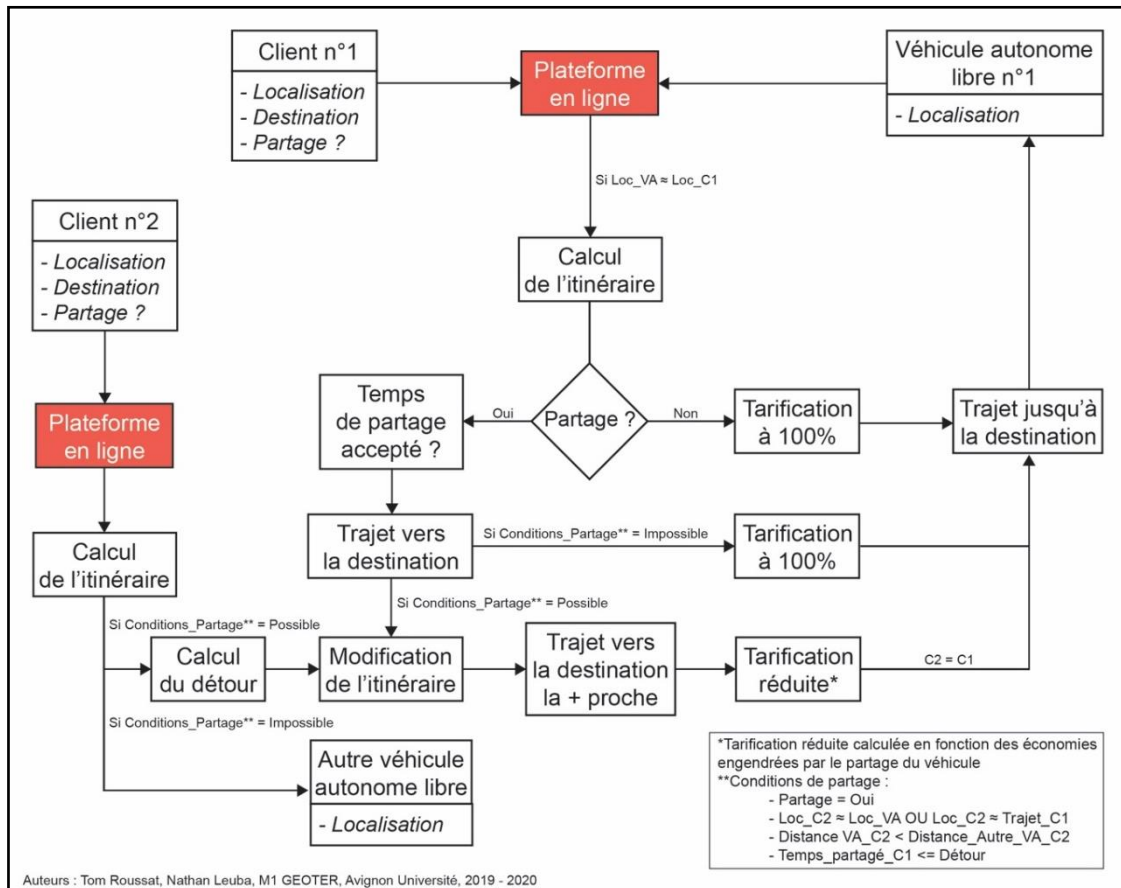 Client n°1
- Localisation
- Destination
- Partage ?
Plateforme
en ligne
Véhicule autonome
libre n°1
- Localisation
Si Loc_VA ≈ Loc_C1
Client n°2
- Localisation
- Destination
- Partage ?
Calcul
de l'itinéraire
Plateforme
en ligne
Temps
de partage
accepté ?
Oui
Partage ?
Non
Tarification
à 100%
Trajet jusqu'à
la destination
Calcul
de l'itinéraire
Trajet vers
la destination
Si Conditions_Partage** = Impossible
Tarification
à 100%
Si Conditions_Partage** = Possible
Si Conditions_Partage** = Possible
Calcul
du détour
Modification
de l'itinéraire
Trajet vers
la destination
la + proche
Tarification
réduite*
C2 = C1
Si Conditions_Partage** = Impossible
Autre véhicule
autonome libre
- Localisation
*Tarification réduite calculée en fonction des économies
engendrées par le partage du véhicule
**Conditions de partage :
- Partage = Oui
- Loc_C2 ≈ Loc_VA OU Loc_C2 ≈ Trajet_C1
- Distance VA_C2 < Distance_Autre_VA_C2
- Temps_partagé_C1 <= Détour
Auteurs : Tom Roussat, Nathan Leuba, M1 GEOTER, Avignon Université, 2019 - 2020